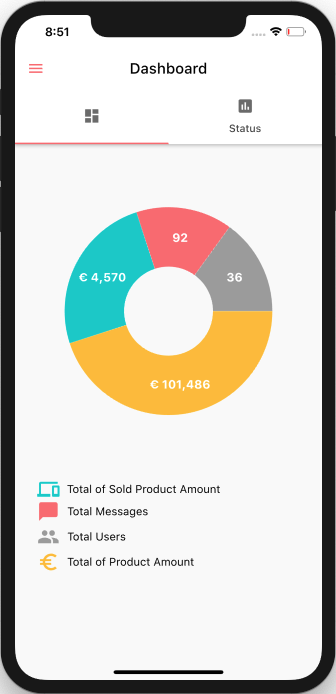 8:51
Dashboard
Status
92
€ 4,570
36
€ 101,486
Total of Sold Product Amount
Total Messages
Total Users
€ Total of Product Amount